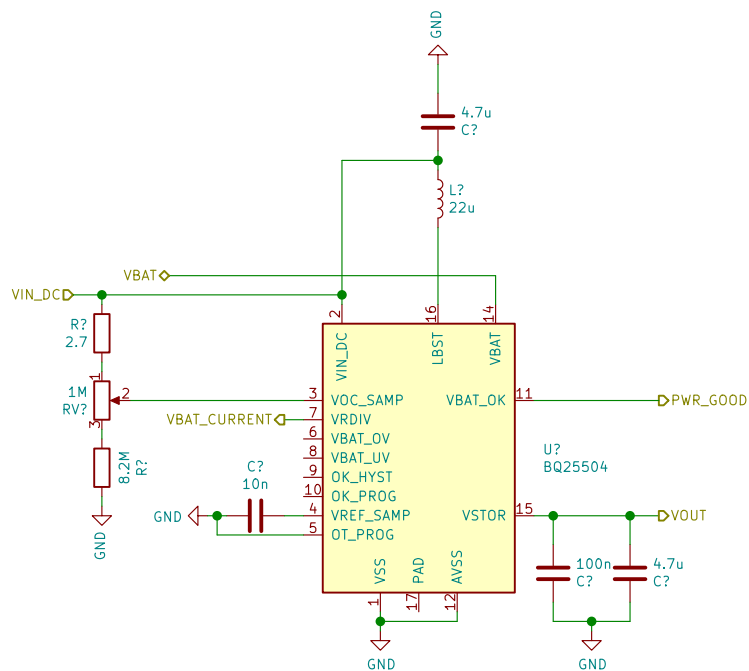 GND
4.7u
C?
L?
22u
VBAT
VIN_DC
R?
2.7
2
16
14
VIN_DC
LBST
VBAT
1
1M
RV?
2
3
3
VOC_SAMP
VBAT_OK
11
PWR_GOOD
VBAT_CURRENT
7
VRDIV
6
VBAT_OV
8
VBAT_UV
9
OK_HYST
10
OK_PROG
U?
BQ25504
8.2M
R?
C?
10n
GND
4
VREF_SAMP
VSTOR
15
VOUT
5
OT_PROG
GND
VSS
PAD
AVSS
1
17
12
100n
C?
4.7u
C?
GND
GND